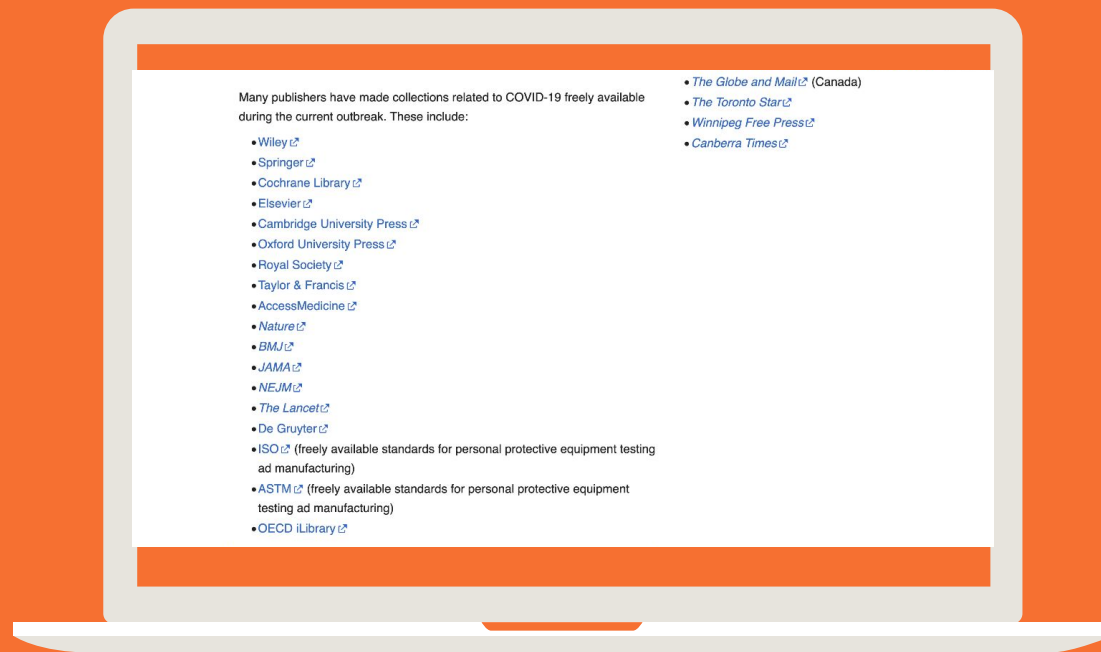 Many publishers have made collections related to COVID-19 freely available
during the current outbreak. These include:
• Wiley
• Springer
• Cochrane Library
• Elsevier
• Cambridge University Press
• Oxford University Press
• Royal Society
• Taylor & Francis
• AccessMedicine
• Nature
• BMJ
• JAMA
• NEJM
• The Lancet
• De Gruyter
• ISO (freely available standards for personal protective equipment testing
ad manufacturing)
• ASTM (freely available standards for personal protective equipment
testing ad manufacturing)
• OECD iLibrary
• The Globe and Mail (Canada)
• The Toronto Star
• Winnipeg Free Press
• Canberra Times